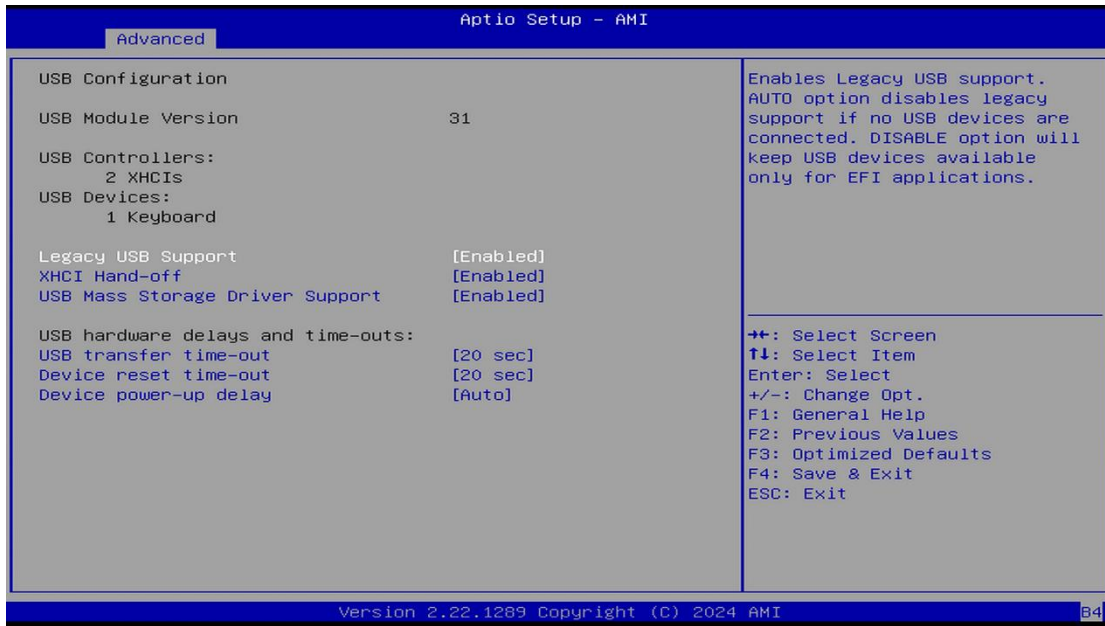 Aptio Setup – AMI
Advanced
USB Configuration
USB Module Version 31
USB Controllers:
2 XHCIs
USB Devices:
1 Keyboard
Legacy USB Support [Enabled]
XHCI Hand-off [Enabled]
USB Mass Storage Driver Support [Enabled]
USB hardware delays and time-outs:
USB transfer time-out [20 sec]
Device reset time-out [20 sec]
Device power-up delay [Auto]
Enables Legacy USB support.
AUTO option disables legacy
support if no USB devices are
connected. DISABLE option will
keep USB devices available
only for EFI applications.
→←: Select Screen
↑↓: Select Item
Enter: Select
+/-: Change Opt.
F1: General Help
F2: Previous Values
F3: Optimized Defaults
F4: Save & Exit
ESC: Exit
Version 2.22.1289 Copyright (C) 2024 AMI
B4